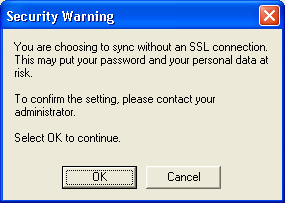 Security Warning
You are choosing to sync without an SSL connection.
This may put your password and your personal data at
risk.
To confirm the setting, please contact your
administrator.
Select OK to continue.
OK
Cancel